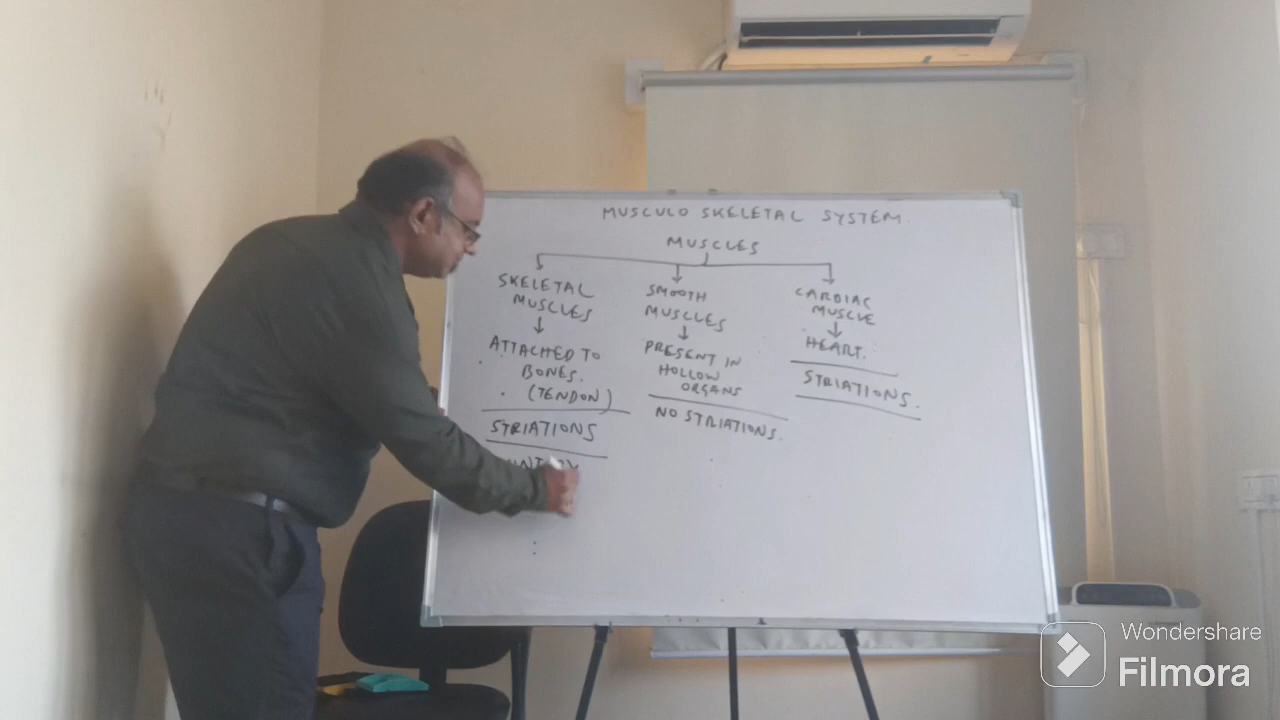 MUSCULO SKELETAL SYSTEM
MUSCLES
SKELETAL
MUSCLES
ATTACHED TO
BONES.
(TENDON)
STRIATIONS
SMOOTH
MUSCLES
PRESENT IN
HOLLOW
ORGANS
NO STRIATIONS.
CARDIAC
MUSCLE
HEART.
STRIATIONS.
Wondershare
Filmora